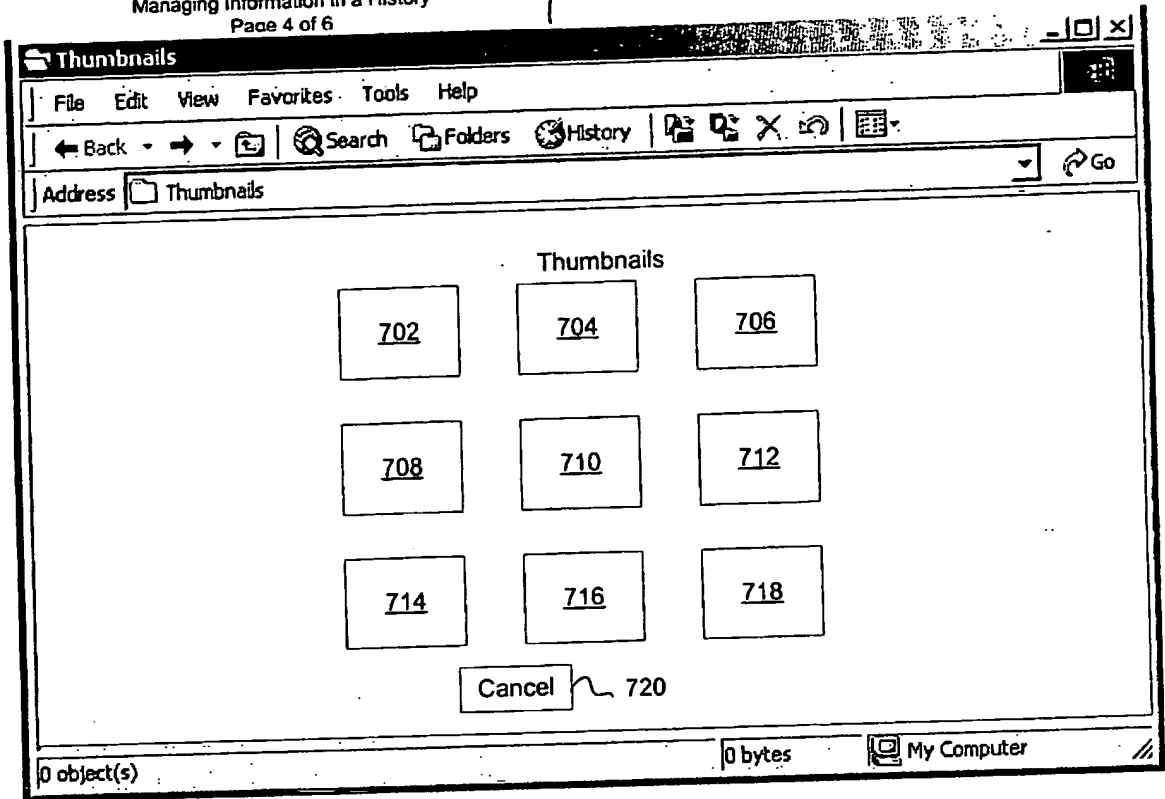 Managing Information in a History
Page 4 of 6
Thumbnails
File Edit View Favorites Tools Help
Back Search Folders History
Address Thumbnails Go
Thumbnails
702 704 706
708 710 712
714 716 718
Cancel 720
0 object(s) 0 bytes My Computer